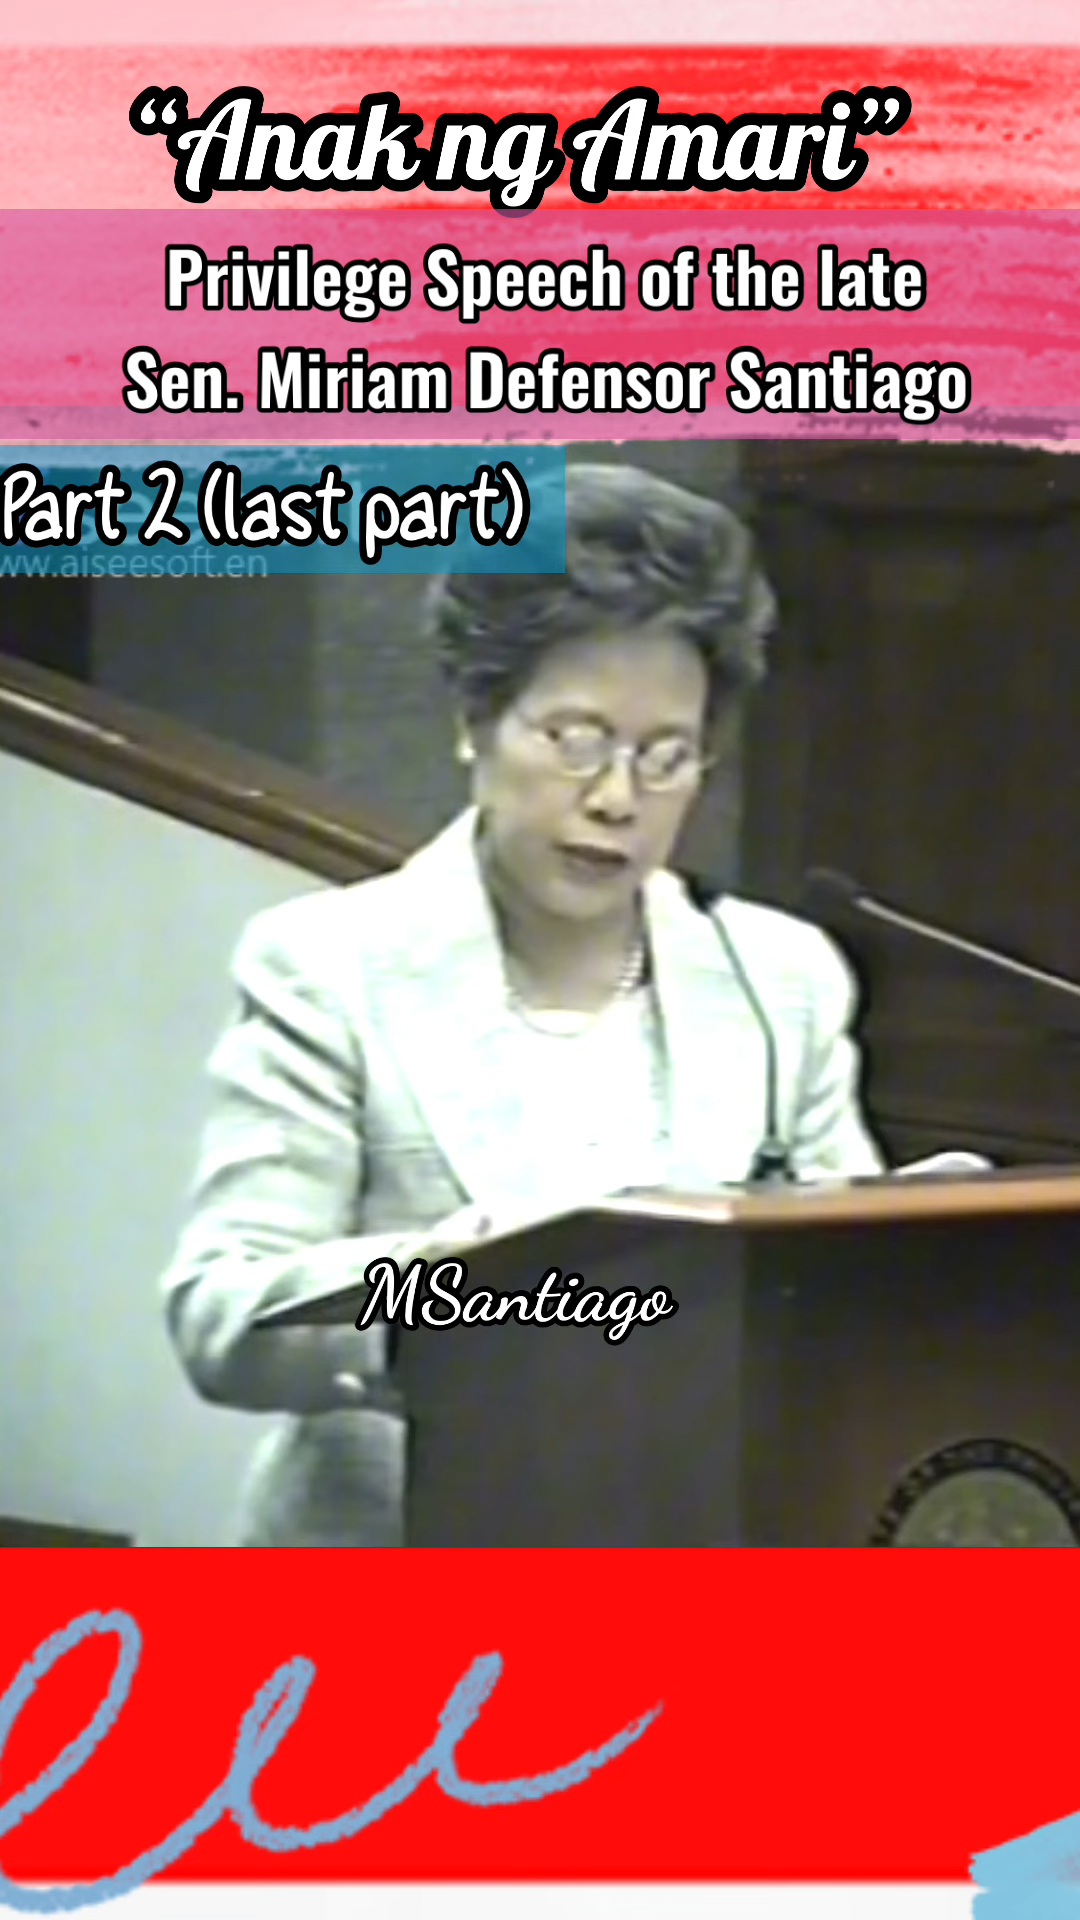 “Anak ng Amari”
Privilege Speech of the late
Sen. Miriam Defensor Santiago
Part 2 (last part)
ww.aiseesoft.en
MSantiago